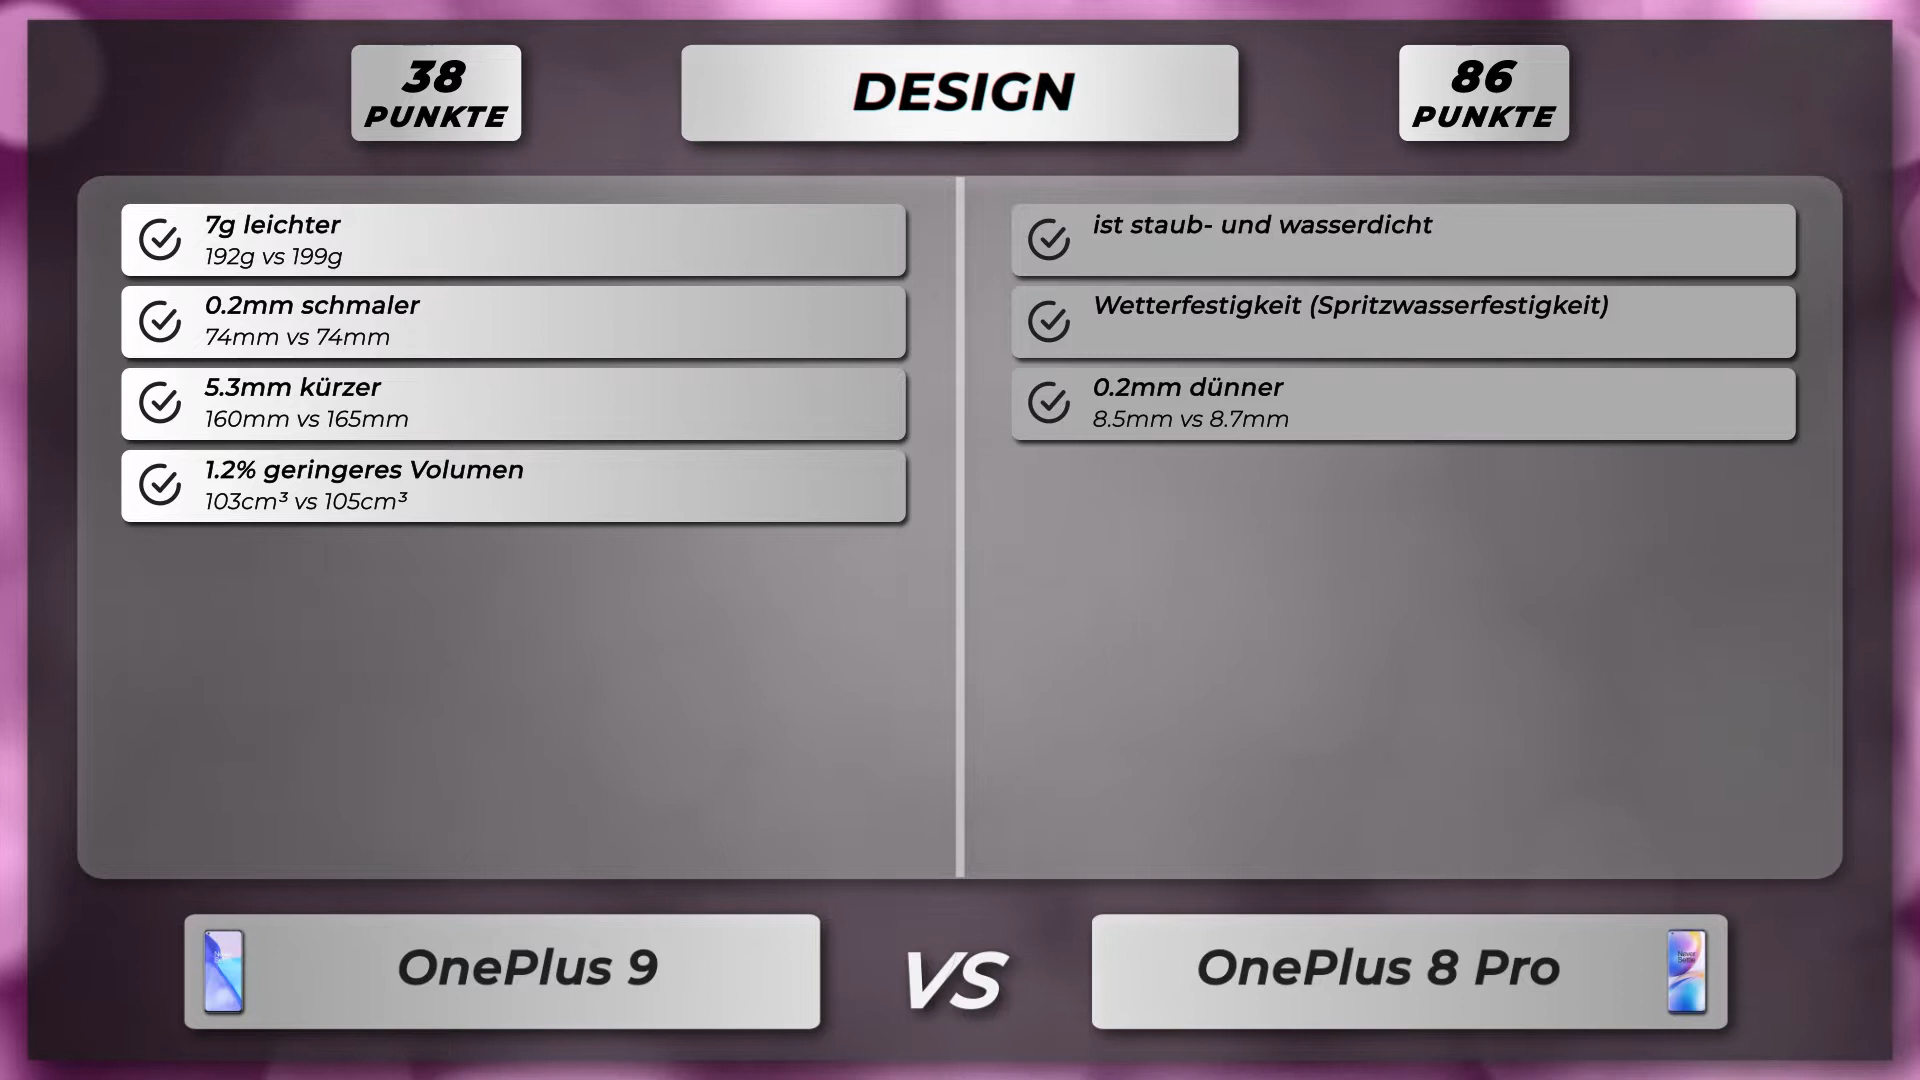 38
PUNKTE
DESIGN
86
PUNKTE
7g leichter
192g vs 199g
0.2mm schmaler
74mm vs 74mm
5.3mm kürzer
160mm vs 165mm
1.2% geringeres Volumen
103cm³ vs 105cm³
ist staub- und wasserdicht
Wetterfestigkeit (Spritzwasserfestigkeit)
0.2mm dünner
8.5mm vs 8.7mm
OnePlus 9
VS
OnePlus 8 Pro